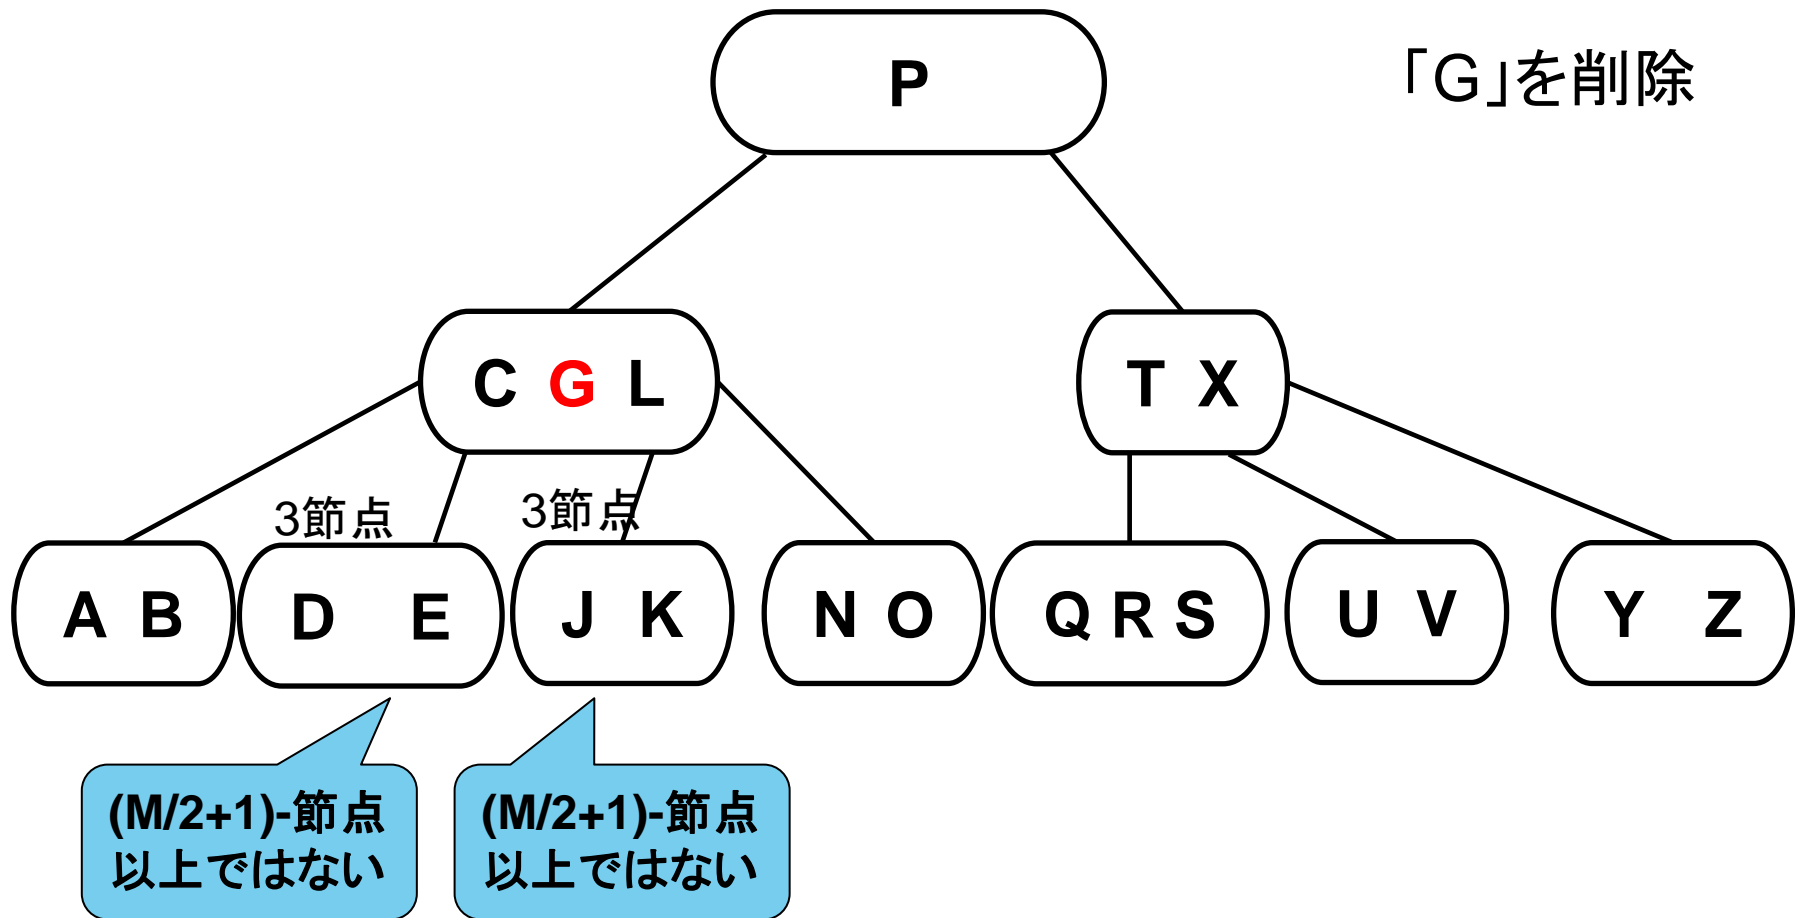 P
「G」を削除
C G L
T X
3節点
3節点
A B
D E
J K
N O
Q R S
U V
Y Z
(M/2+1)-節点
以上ではない
(M/2+1)-節点
以上ではない